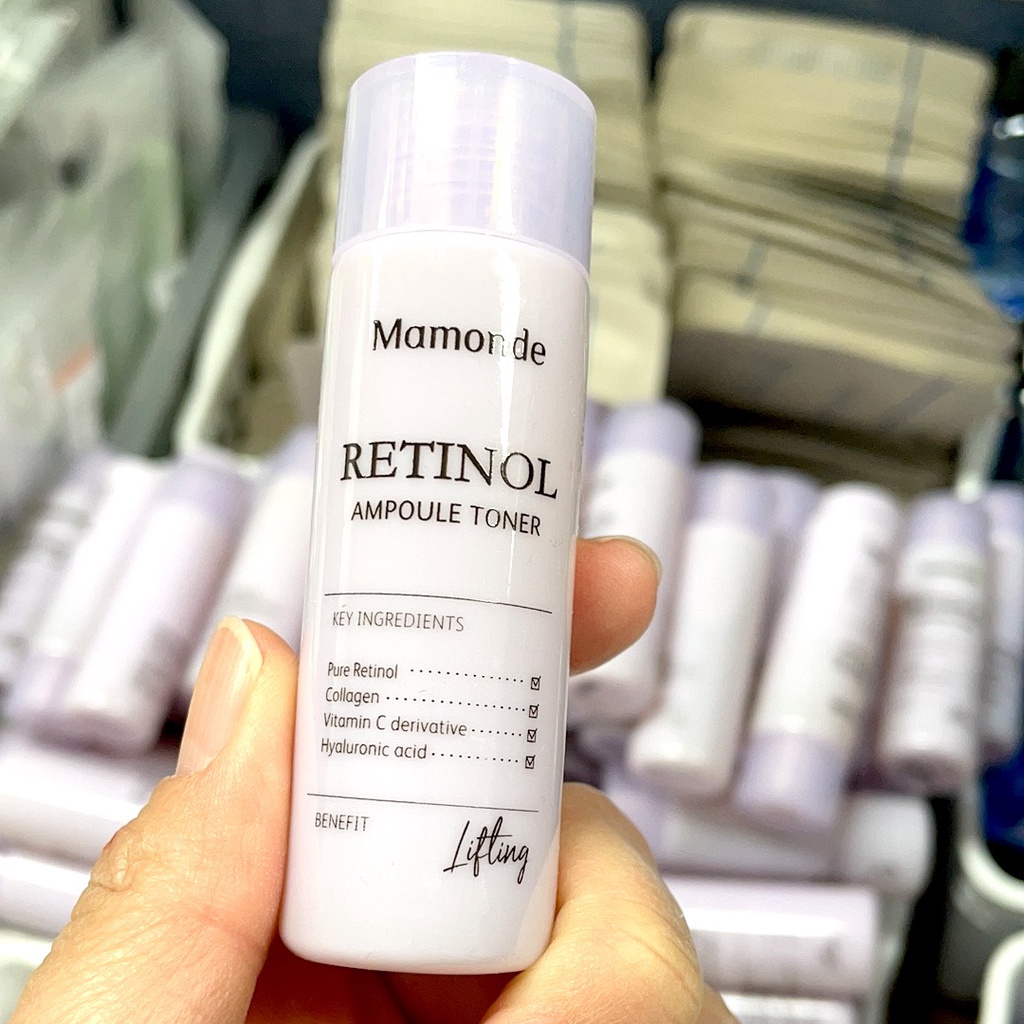 Mamonde
RETINOL
AMPOULE TONER
KEY INGREDIENTS
Pure Retinol ☑
Collagen ☑
Vitamin C derivative ☑
Hyaluronic acid ☑
BENEFIT
Lifting